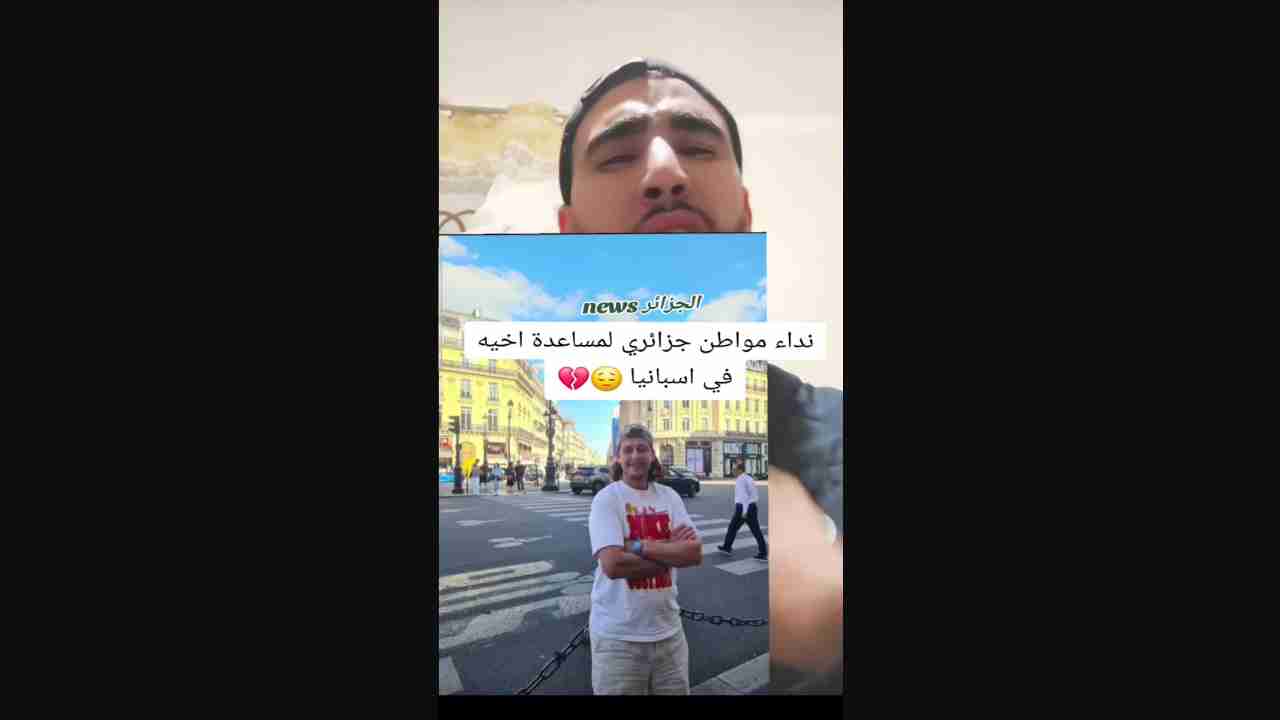 الجزائر news
نداء مواطن جزائري لمساعدة اخيه
في اسبانيا 😔💔